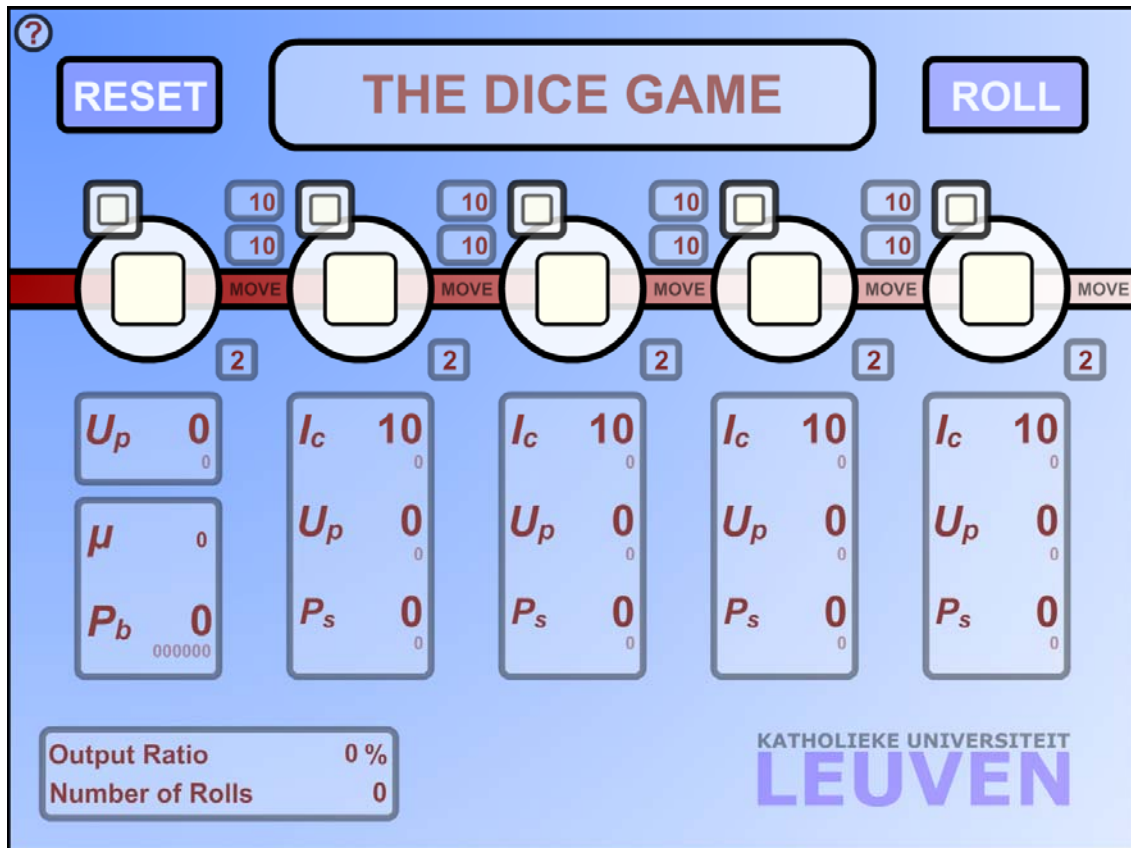 ?
RESET THE DICE GAME ROLL
10 10 10 10
10 10 10 10
MOVE MOVE MOVE MOVE MOVE
2 2 2 2 2
Up 0 Ic 10 Ic 10 Ic 10 Ic 10
0 0 0 0 0
μ 0 Up 0 Up 0 Up 0 Up 0
0 0 0 0
Pb 0 Ps 0 Ps 0 Ps 0 Ps 0
000000 0 0 0 0
Output Ratio 0 %
Number of Rolls 0
KATHOLIEKE UNIVERSITEIT
LEUVEN